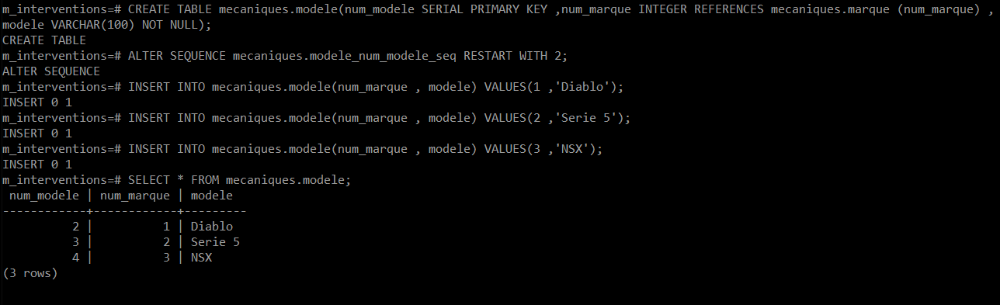 m_interventions=# CREATE TABLE mecaniques.modele(num_modele SERIAL PRIMARY KEY ,num_marque INTEGER REFERENCES mecaniques.marque (num_marque) ,
modele VARCHAR(100) NOT NULL);
CREATE TABLE
m_interventions=# ALTER SEQUENCE mecaniques.modele_num_modele_seq RESTART WITH 2;
ALTER SEQUENCE
m_interventions=# INSERT INTO mecaniques.modele(num_marque , modele) VALUES(1 ,'Diablo');
INSERT 0 1
m_interventions=# INSERT INTO mecaniques.modele(num_marque , modele) VALUES(2 ,'Serie 5');
INSERT 0 1
m_interventions=# INSERT INTO mecaniques.modele(num_marque , modele) VALUES(3 ,'NSX');
INSERT 0 1
m_interventions=# SELECT * FROM mecaniques.modele;
 num_modele | num_marque | modele
------------+------------+---------
          2 |          1 | Diablo
          3 |          2 | Serie 5
          4 |          3 | NSX
(3 rows)